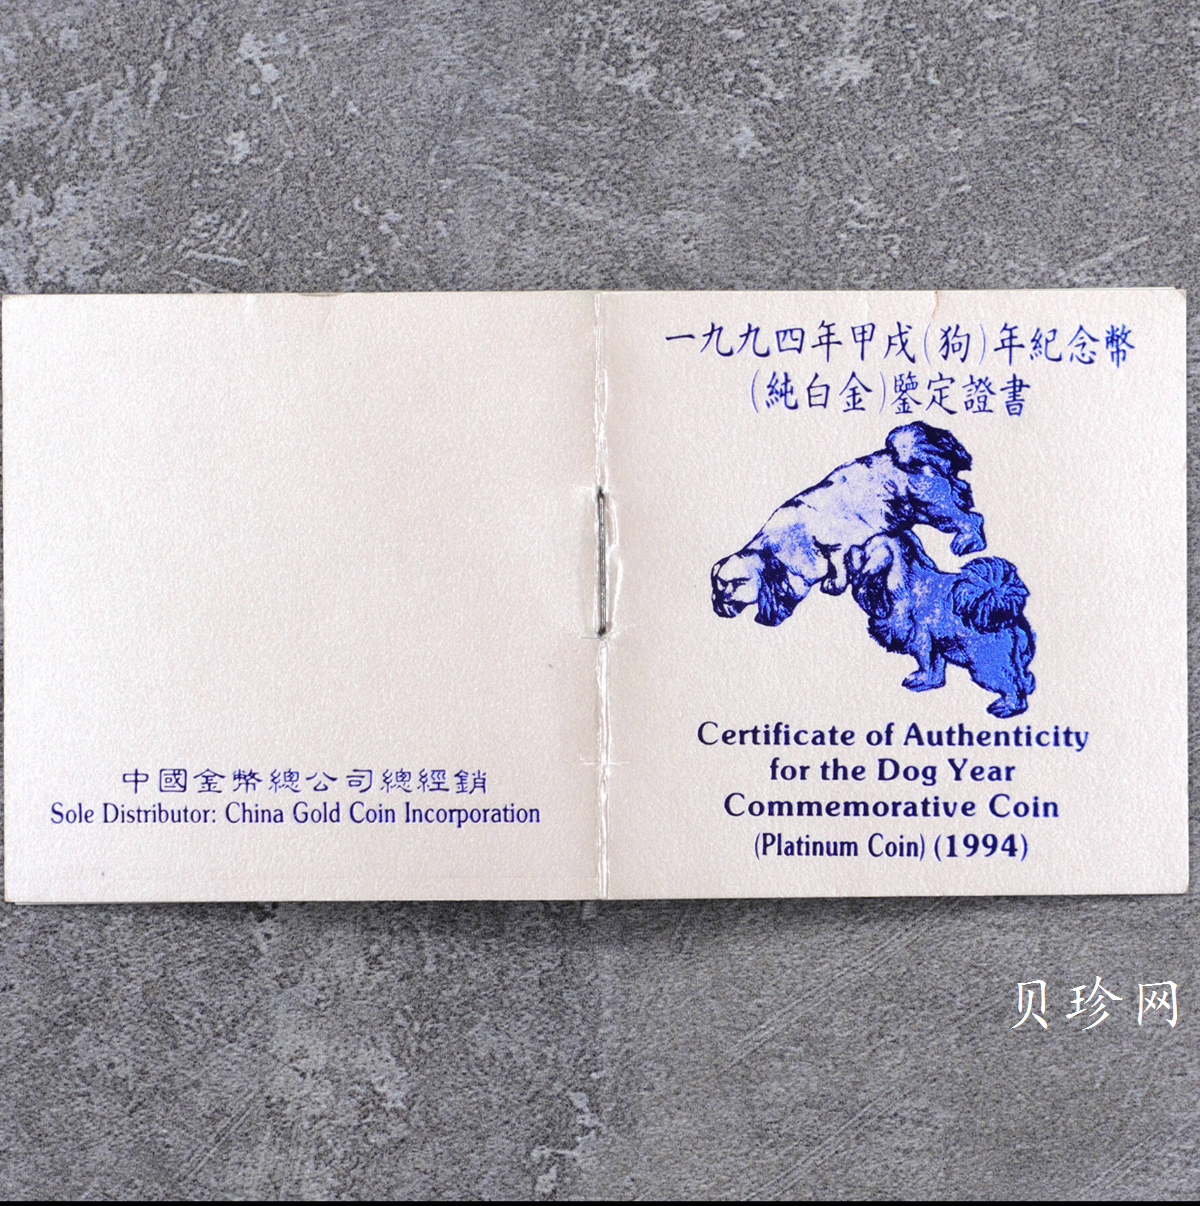 中國金幣總公司總經銷
Sole Distributor: China Gold Coin Incorporation
一九九四年甲戌(狗)年紀念幣
(純白金)鑒定證書
Certificate of Authenticity
for the Dog Year
Commemorative Coin
(Platinum Coin) (1994)
贝珍网